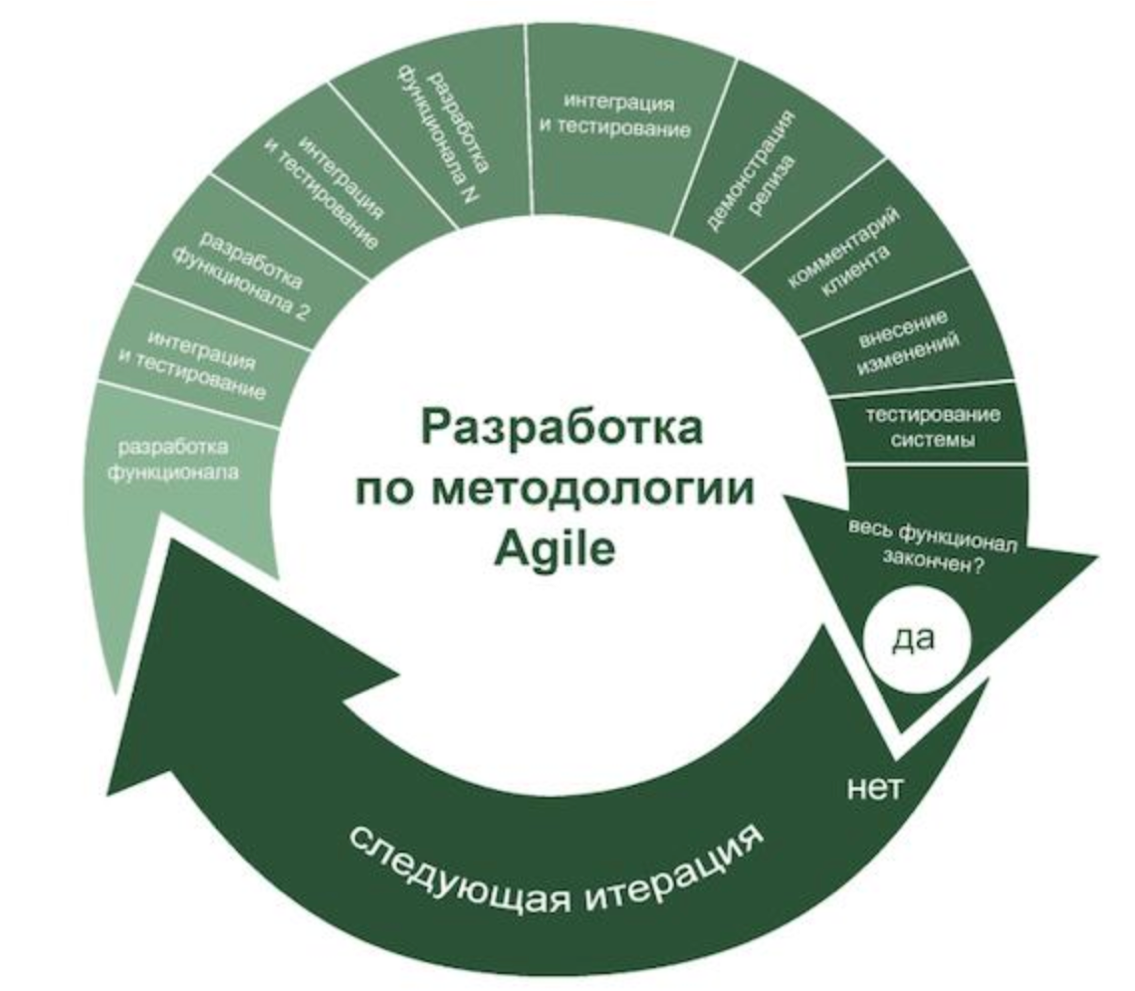 Разработка
по методологии
Agile
разработка
функционала
интеграция
и тестирование
разработка
функционала 2
интеграция
и тестирование
разработка
функционала N
интеграция
и тестирование
демонстрация
релиза
комментарий
клиента
внесение
изменений
тестирование
системы
весь функционал
закончен?
да
нет
следующая итерация